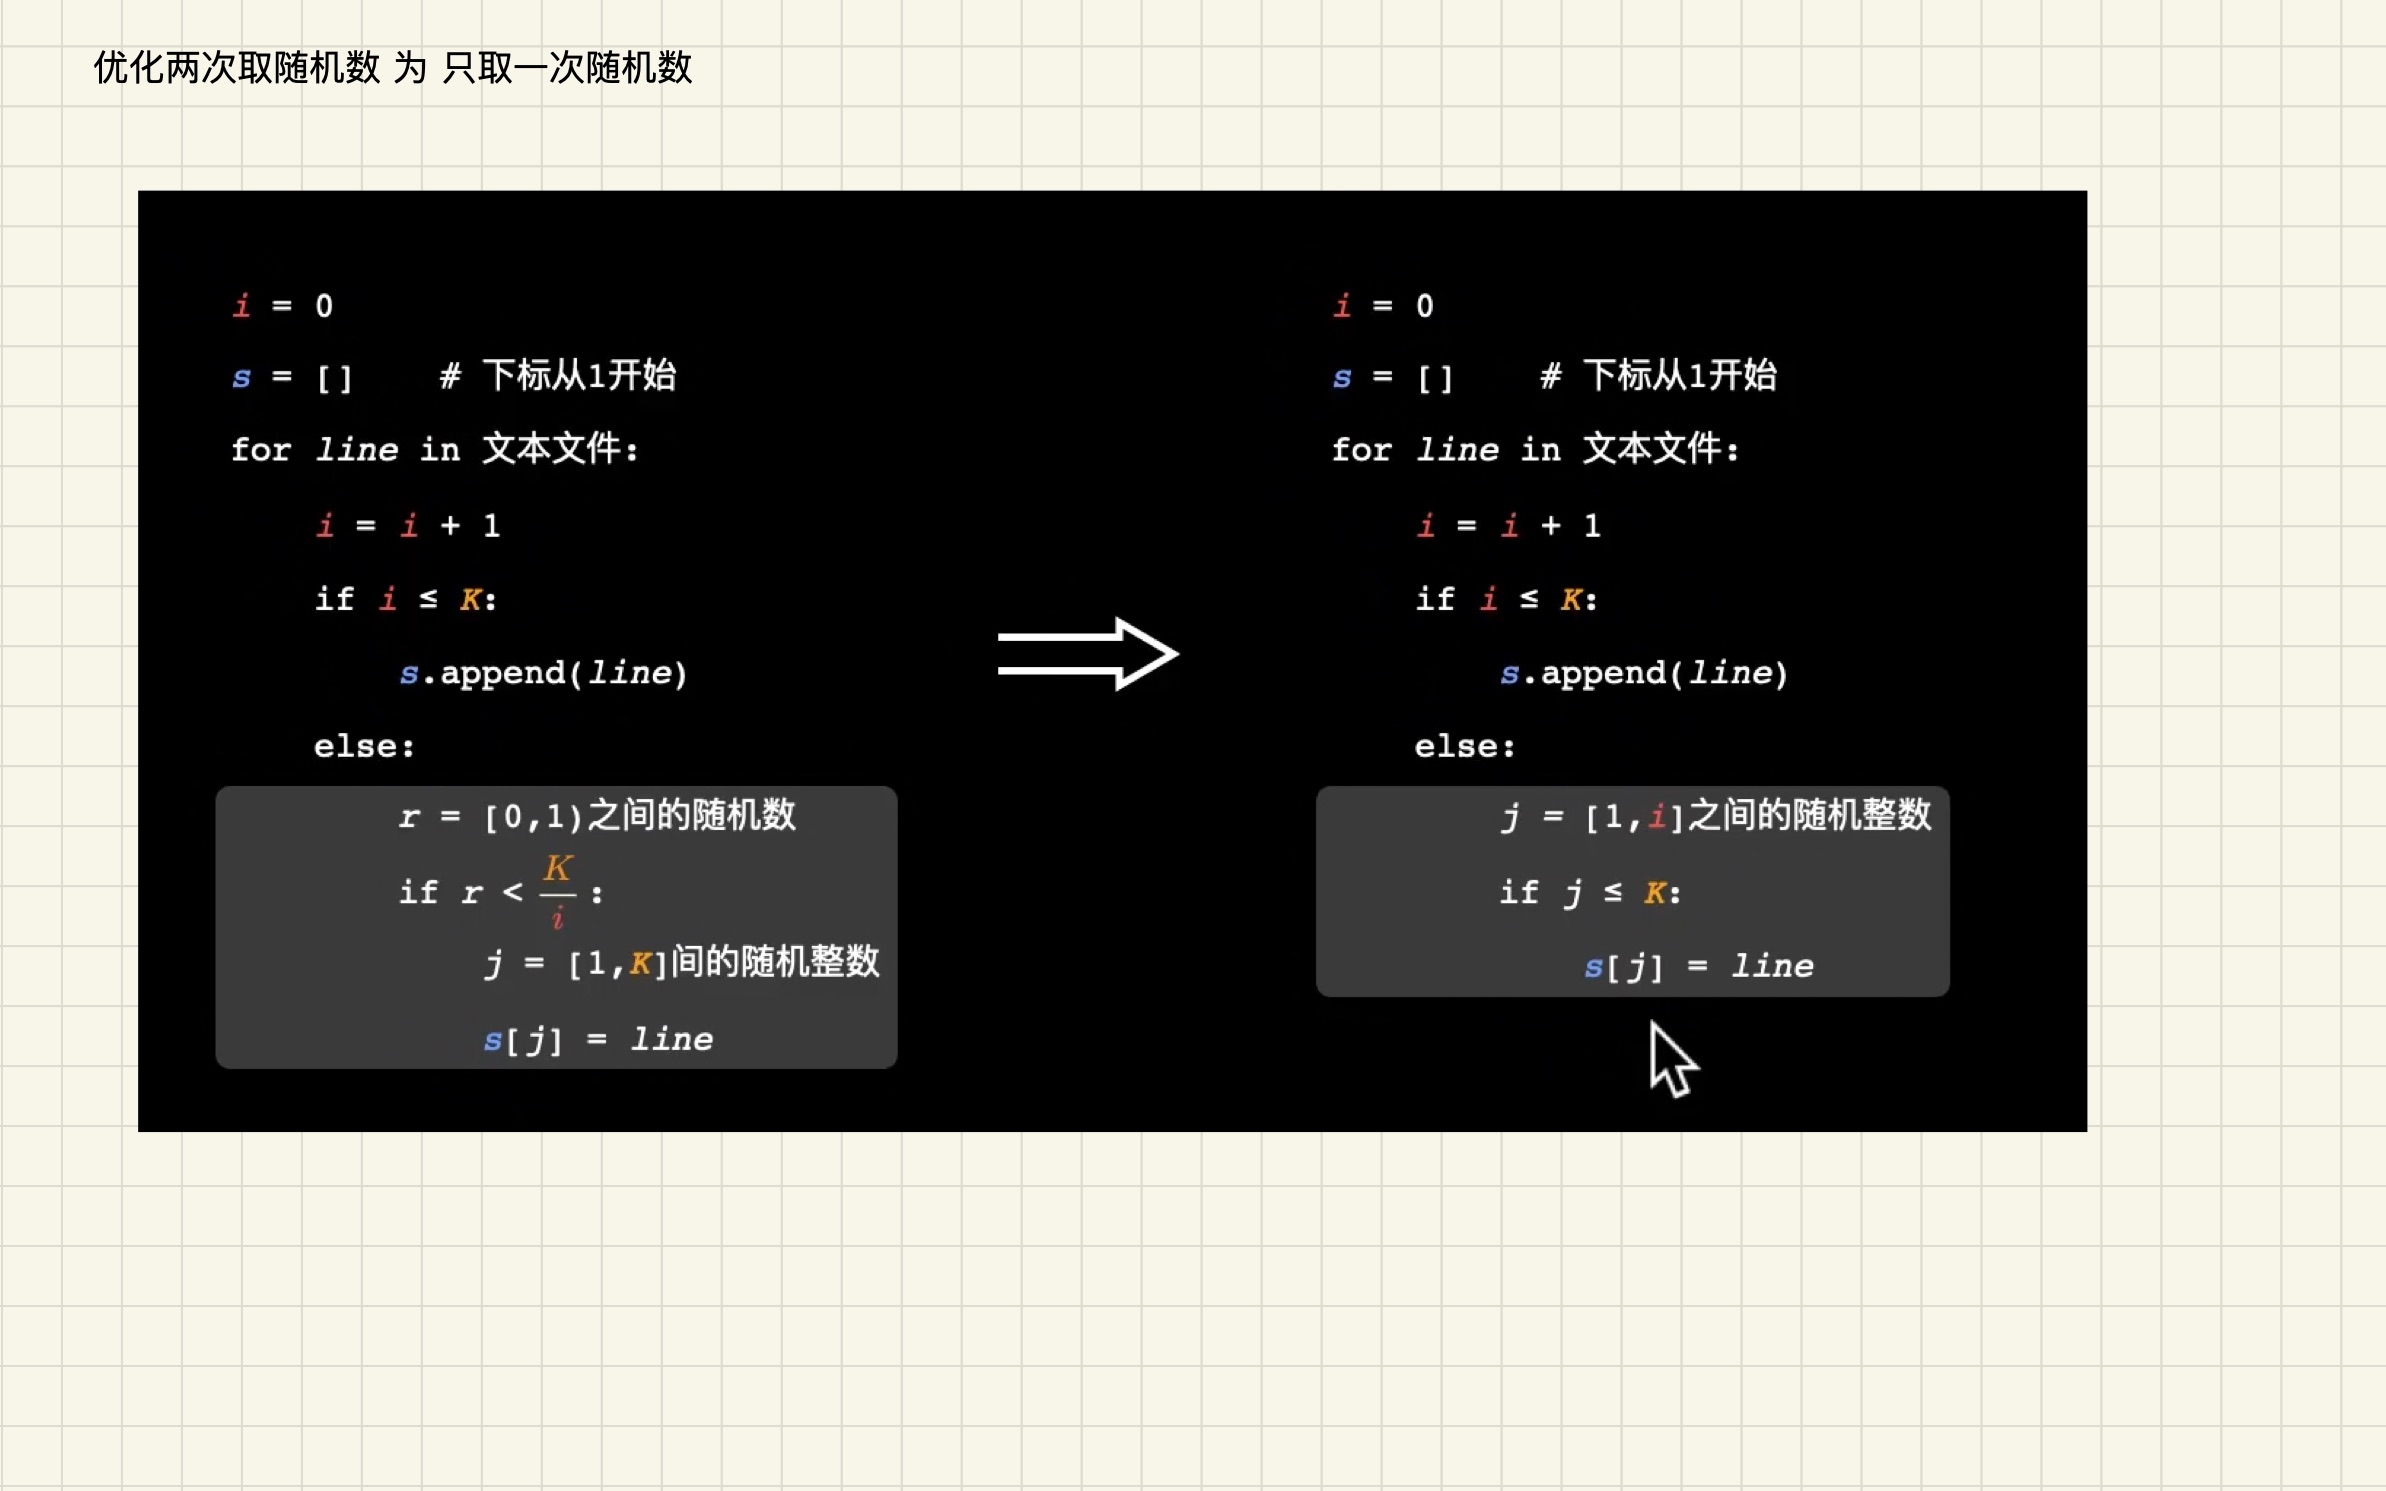 优化两次取随机数 为 只取一次随机数
i = 0
s = []    # 下标从1开始
for line in 文本文件:
i = i + 1
if i ≤ K:
s.append(line)
else:
r = [0,1)之间的随机数
if r < K/i :
j = [1,K]间的随机整数
s[j] = line
i = 0
s = []    # 下标从1开始
for line in 文本文件:
i = i + 1
if i ≤ K:
s.append(line)
else:
j = [1,i]之间的随机整数
if j ≤ K:
s[j] = line